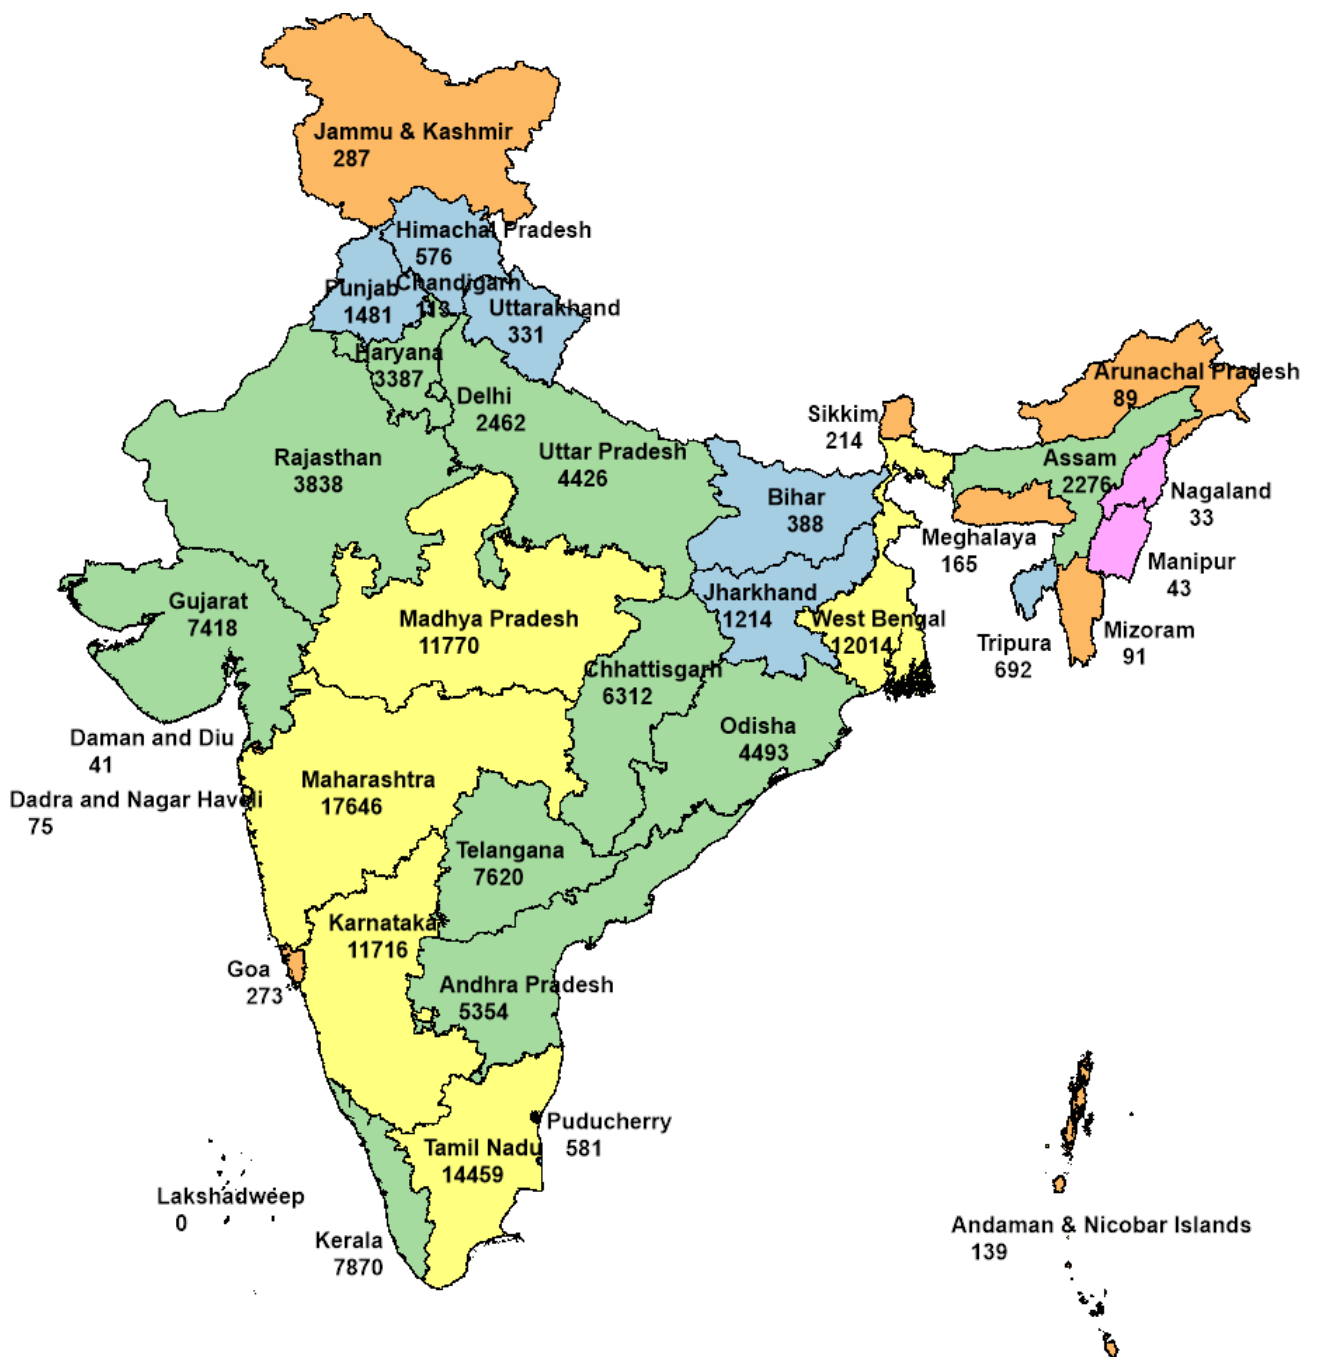 Jammu & Kashmir
287
Himachal Pradesh
576
Chandigarh
113
Punjab
1481
Uttarakhand
331
Haryana
3387
Delhi
2462
Arunachal Pradesh
89
Sikkim
214
Rajasthan
3838
Uttar Pradesh
4426
Assam
2276
Bihar
388
Nagaland
33
Meghalaya
165
Manipur
43
Gujarat
7418
Madhya Pradesh
11770
Jharkhand
1214
West Bengal
12014
Tripura
692
Mizoram
91
Chhattisgarh
6312
Odisha
4493
Daman and Diu
41
Maharashtra
17646
Dadra and Nagar Haveli
75
Telangana
7620
Karnataka
11716
Goa
273
Andhra Pradesh
5354
Puducherry
581
Tamil Nadu
14459
Lakshadweep
0
Kerala
7870
Andaman & Nicobar Islands
139